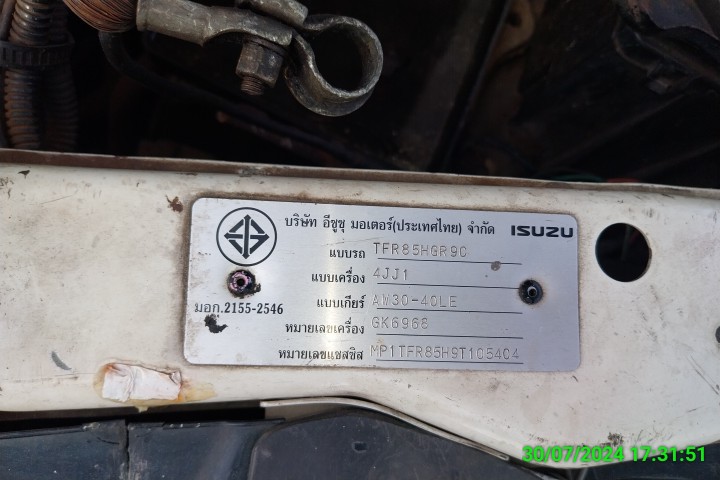 บริษัท อีซูซุ มอเตอร์(ประเทศไทย) จำกัด ISUZU
แบบรถ TFR85HGR9C
แบบเครื่อง 4JJ1
แบบเกียร์ AW30-40LE
มอก.2155-2546
หมายเลขเครื่อง GK6966
หมายเลขแชสซิส MP1TFR85H9T105404
30/07/2024 17:31:51